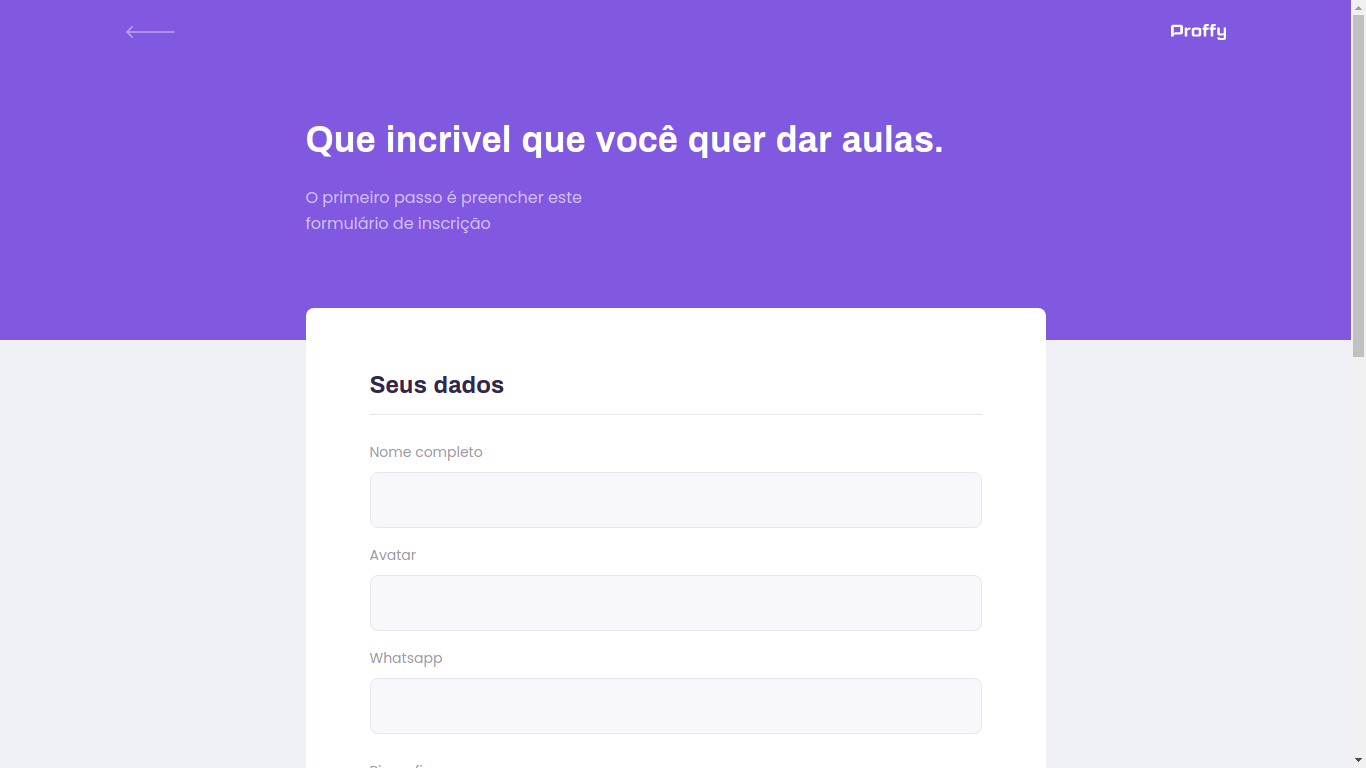 Proffy
Que incrivel que você quer dar aulas.
O primeiro passo é preencher este
formulário de inscrição
Seus dados
Nome completo
Avatar
Whatsapp